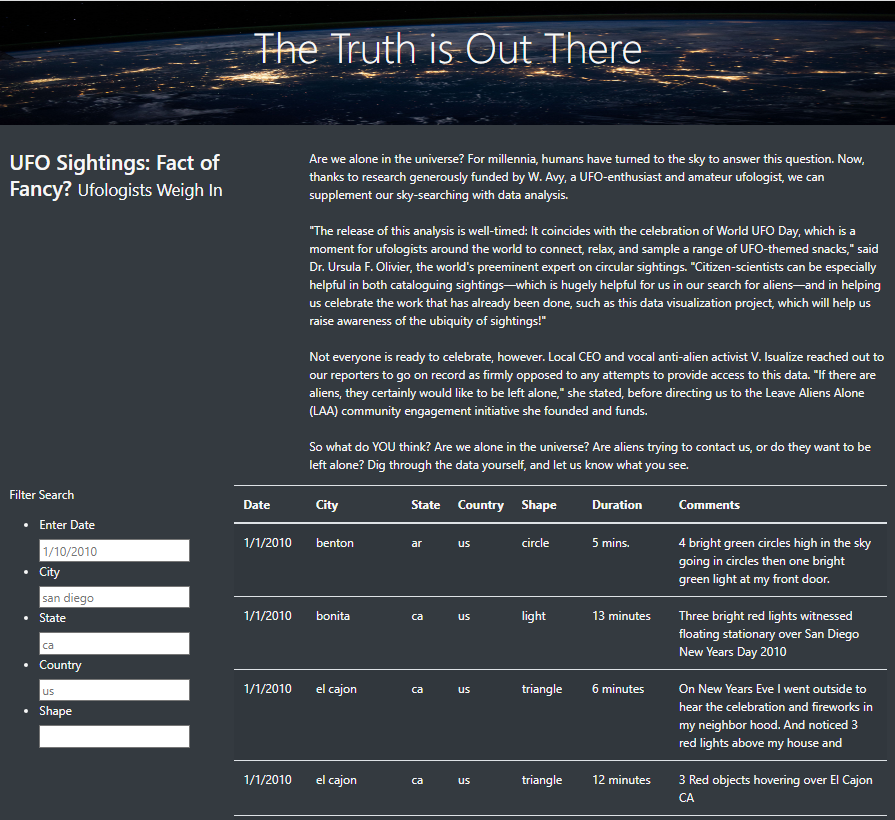 The Truth is Out There
UFO Sightings: Fact of
Fancy? Ufologists Weigh In
Are we alone in the universe? For millennia, humans have turned to the sky to answer this question. Now,
thanks to research generously funded by W. Avy, a UFO-enthusiast and amateur ufologist, we can
supplement our sky-searching with data analysis.
"The release of this analysis is well-timed: It coincides with the celebration of World UFO Day, which is a
moment for ufologists around the world to connect, relax, and sample a range of UFO-themed snacks," said
Dr. Ursula F. Olivier, the world's preeminent expert on circular sightings. "Citizen-scientists can be especially
helpful in both cataloguing sightings—which is hugely helpful for us in our search for aliens—and in helping
us celebrate the work that has already been done, such as this data visualization project, which will help us
raise awareness of the ubiquity of sightings!"
Not everyone is ready to celebrate, however. Local CEO and vocal anti-alien activist V. Isualize reached out to
our reporters to go on record as firmly opposed to any attempts to provide access to this data. "If there are
aliens, they certainly would like to be left alone," she stated, before directing us to the Leave Aliens Alone
(LAA) community engagement initiative she founded and funds.
So what do YOU think? Are we alone in the universe? Are aliens trying to contact us, or do they want to be
left alone? Dig through the data yourself, and let us know what you see.
Filter Search
Enter Date
1/10/2010
City
san diego
State
ca
Country
us
Shape
Date City State Country Shape Duration Comments
1/1/2010 benton ar us circle 5 mins. 4 bright green circles high in the sky
going in circles then one bright
green light at my front door.
1/1/2010 bonita ca us light 13 minutes Three bright red lights witnessed
floating stationary over San Diego
New Years Day 2010
1/1/2010 el cajon ca us triangle 6 minutes On New Years Eve I went outside to
hear the celebration and fireworks in
my neighbor hood. And noticed 3
red lights above my house and
1/1/2010 el cajon ca us triangle 12 minutes 3 Red objects hovering over El Cajon
CA